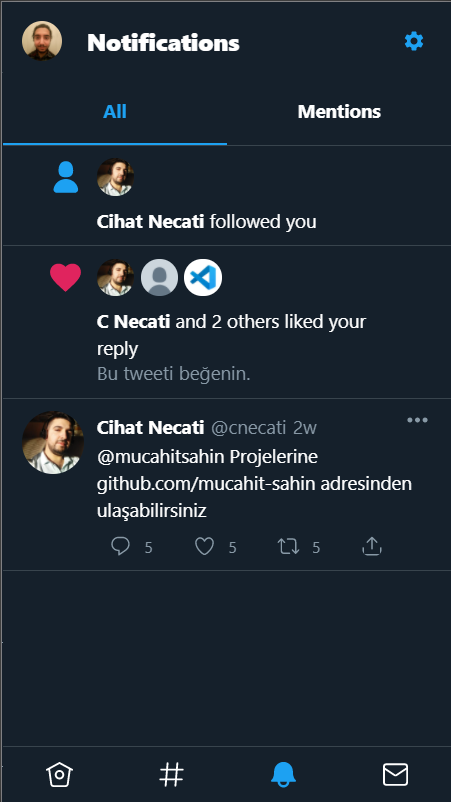 Notifications
All
Mentions
Cihat Necati followed you
C Necati and 2 others liked your
reply
Bu tweeti beğenin.
Cihat Necati @cnecati 2w
@mucahitsahin Projelerine
github.com/mucahit-sahin adresinden
ulaşabilirsiniz
5 5 5